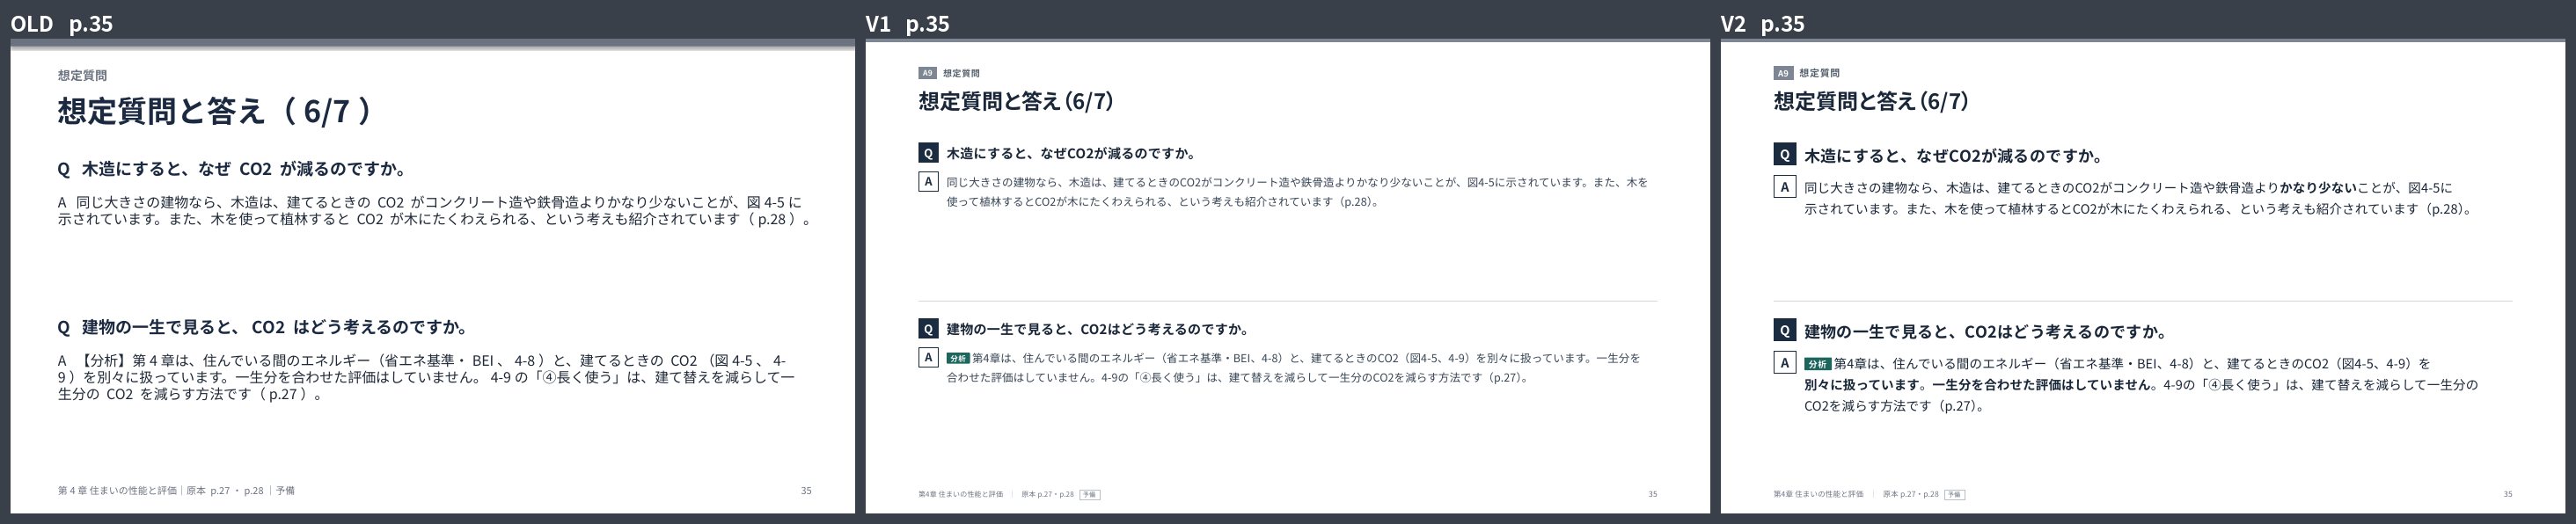 OLD p.35
想定質問
想定質問と答え（ 6/7 ）
Q 木造にすると、なぜ CO2 が減るのですか。
A 同じ大きさの建物なら、木造は、建てるときの CO2 がコンクリート造や鉄骨造よりかなり少ないことが、図 4-5 に
示されています。また、木を使って植林すると CO2 が木にたくわえられる、という考えも紹介されています（ p.28 ）。
Q 建物の一生で見ると、 CO2 はどう考えるのですか。
A 【分析】第 4 章は、住んでいる間のエネルギー（省エネ基準・ BEI 、 4-8 ）と、建てるときの CO2 （図 4-5 、 4-
9 ）を別々に扱っています。一生分を合わせた評価はしていません。 4-9 の「④長く使う」は、建て替えを減らして一
生分の CO2 を減らす方法です（ p.27 ）。
第 4 章 住まいの性能と評価｜原本 p.27 ・ p.28 ｜予備
35
V1 p.35
A9 想定質問
想定質問と答え（6/7）
Q 木造にすると、なぜCO2が減るのですか。
A 同じ大きさの建物なら、木造は、建てるときのCO2がコンクリート造や鉄骨造よりかなり少ないことが、図4-5に示されています。また、木を
使って植林するとCO2が木にたくわえられる、という考えも紹介されています（p.28）。
Q 建物の一生で見ると、CO2はどう考えるのですか。
A 分析 第4章は、住んでいる間のエネルギー（省エネ基準・BEI、4-8）と、建てるときのCO2（図4-5、4-9）を別々に扱っています。一生分を
合わせた評価はしていません。4-9の「④長く使う」は、建て替えを減らして一生分のCO2を減らす方法です（p.27）。
第4章 住まいの性能と評価｜原本 p.27・p.28 予備
35
V2 p.35
A9 想定質問
想定質問と答え（6/7）
Q 木造にすると、なぜCO2が減るのですか。
A 同じ大きさの建物なら、木造は、建てるときのCO2がコンクリート造や鉄骨造よりかなり少ないことが、図4-5に
示されています。また、木を使って植林するとCO2が木にたくわえられる、という考えも紹介されています（p.28）。
Q 建物の一生で見ると、CO2はどう考えるのですか。
A 分析 第4章は、住んでいる間のエネルギー（省エネ基準・BEI、4-8）と、建てるときのCO2（図4-5、4-9）を
別々に扱っています。一生分を合わせた評価はしていません。4-9の「④長く使う」は、建て替えを減らして一生分の
CO2を減らす方法です（p.27）。
第4章 住まいの性能と評価｜原本 p.27・p.28 予備
35